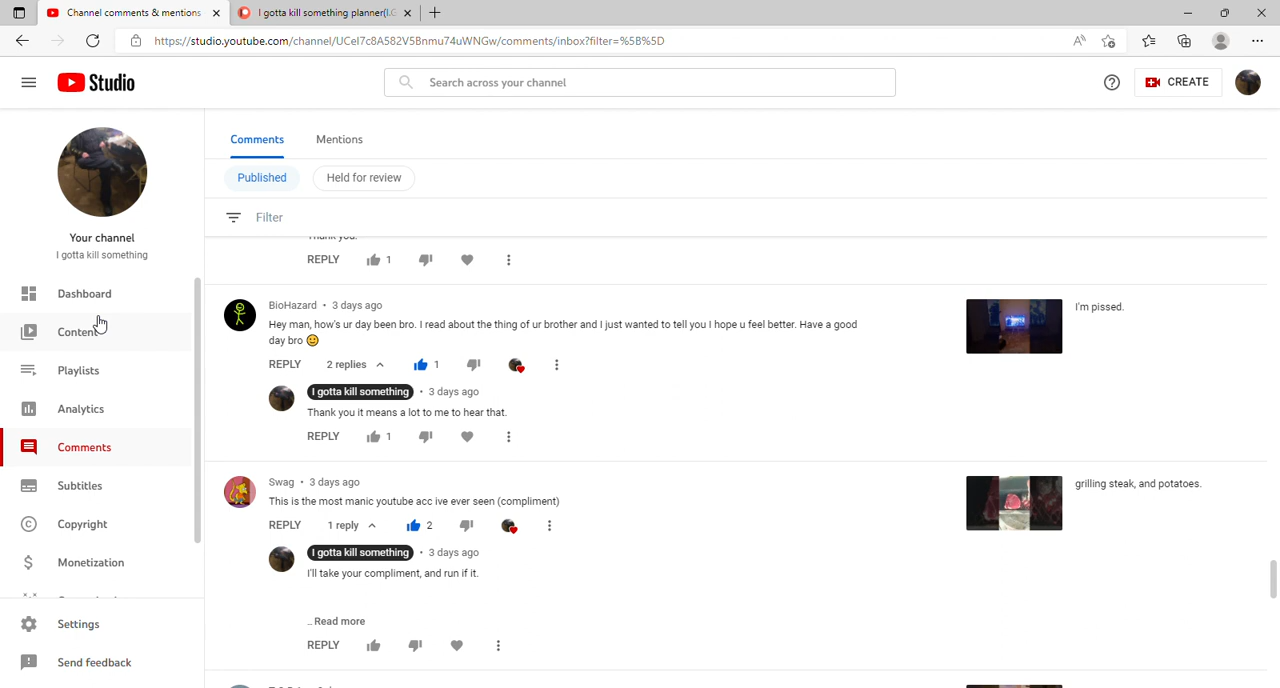 Channel comments & mentions
I gotta kill something planner(I.G
https://studio.youtube.com/channel/UCeI7c8A582V5Bnmu74uWNGw/comments/inbox?filter=%5B%5D
Studio
Search across your channel
CREATE
Your channel
I gotta kill something
Dashboard
Content
Playlists
Analytics
Comments
Subtitles
Copyright
Monetization
Settings
Send feedback
Comments
Mentions
Published
Held for review
Filter
Thank you.
REPLY 1
BioHazard • 3 days ago
Hey man, how's ur day been bro. I read about the thing of ur brother and I just wanted to tell you I hope u feel better. Have a good
day bro 🙂
REPLY 2 replies 1
I gotta kill something • 3 days ago
Thank you it means a lot to me to hear that.
REPLY 1
I'm pissed.
Swag • 3 days ago
This is the most manic youtube acc ive ever seen (compliment)
REPLY 1 reply 2
I gotta kill something • 3 days ago
I'll take your compliment, and run if it.
...Read more
REPLY
grilling steak, and potatoes.